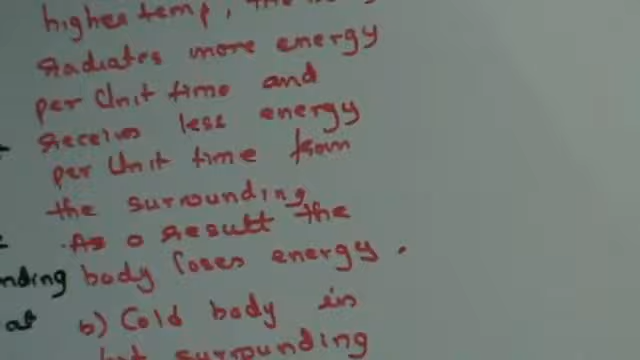 higher temp, the
radiates more energy
per Unit time and
receives less energy
per Unit time from
the surrounding
As a result the
nding body loses energy.
at b) Cold body in
hot surrounding